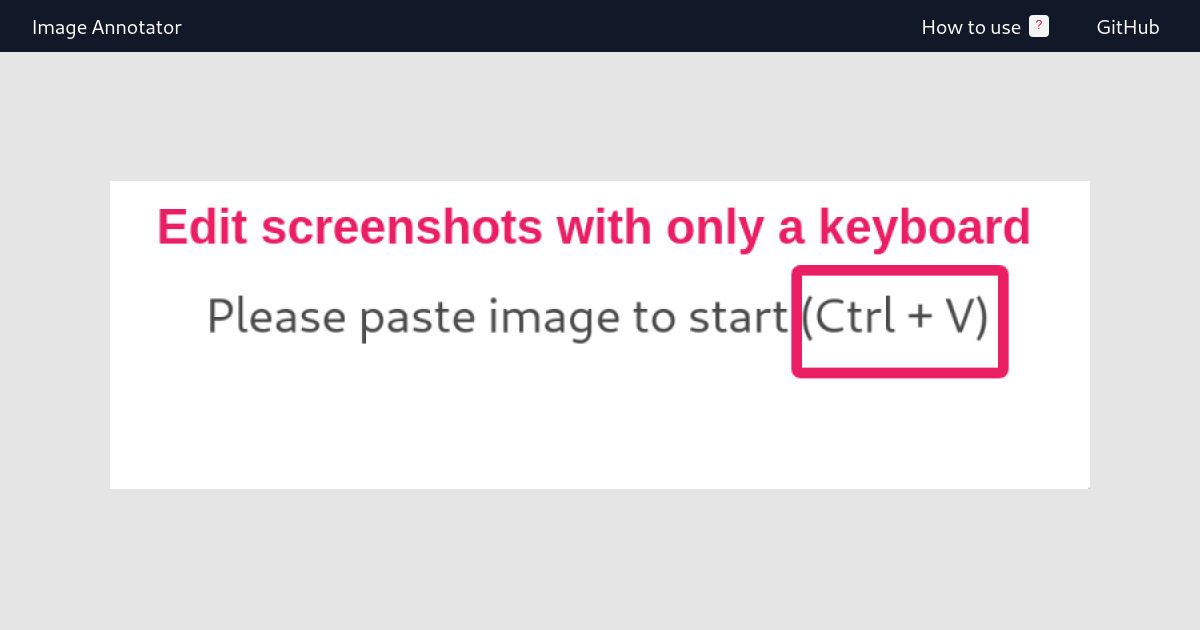 Image Annotator How to use ? GitHub
Edit screenshots with only a keyboard
Please paste image to start (Ctrl + V)